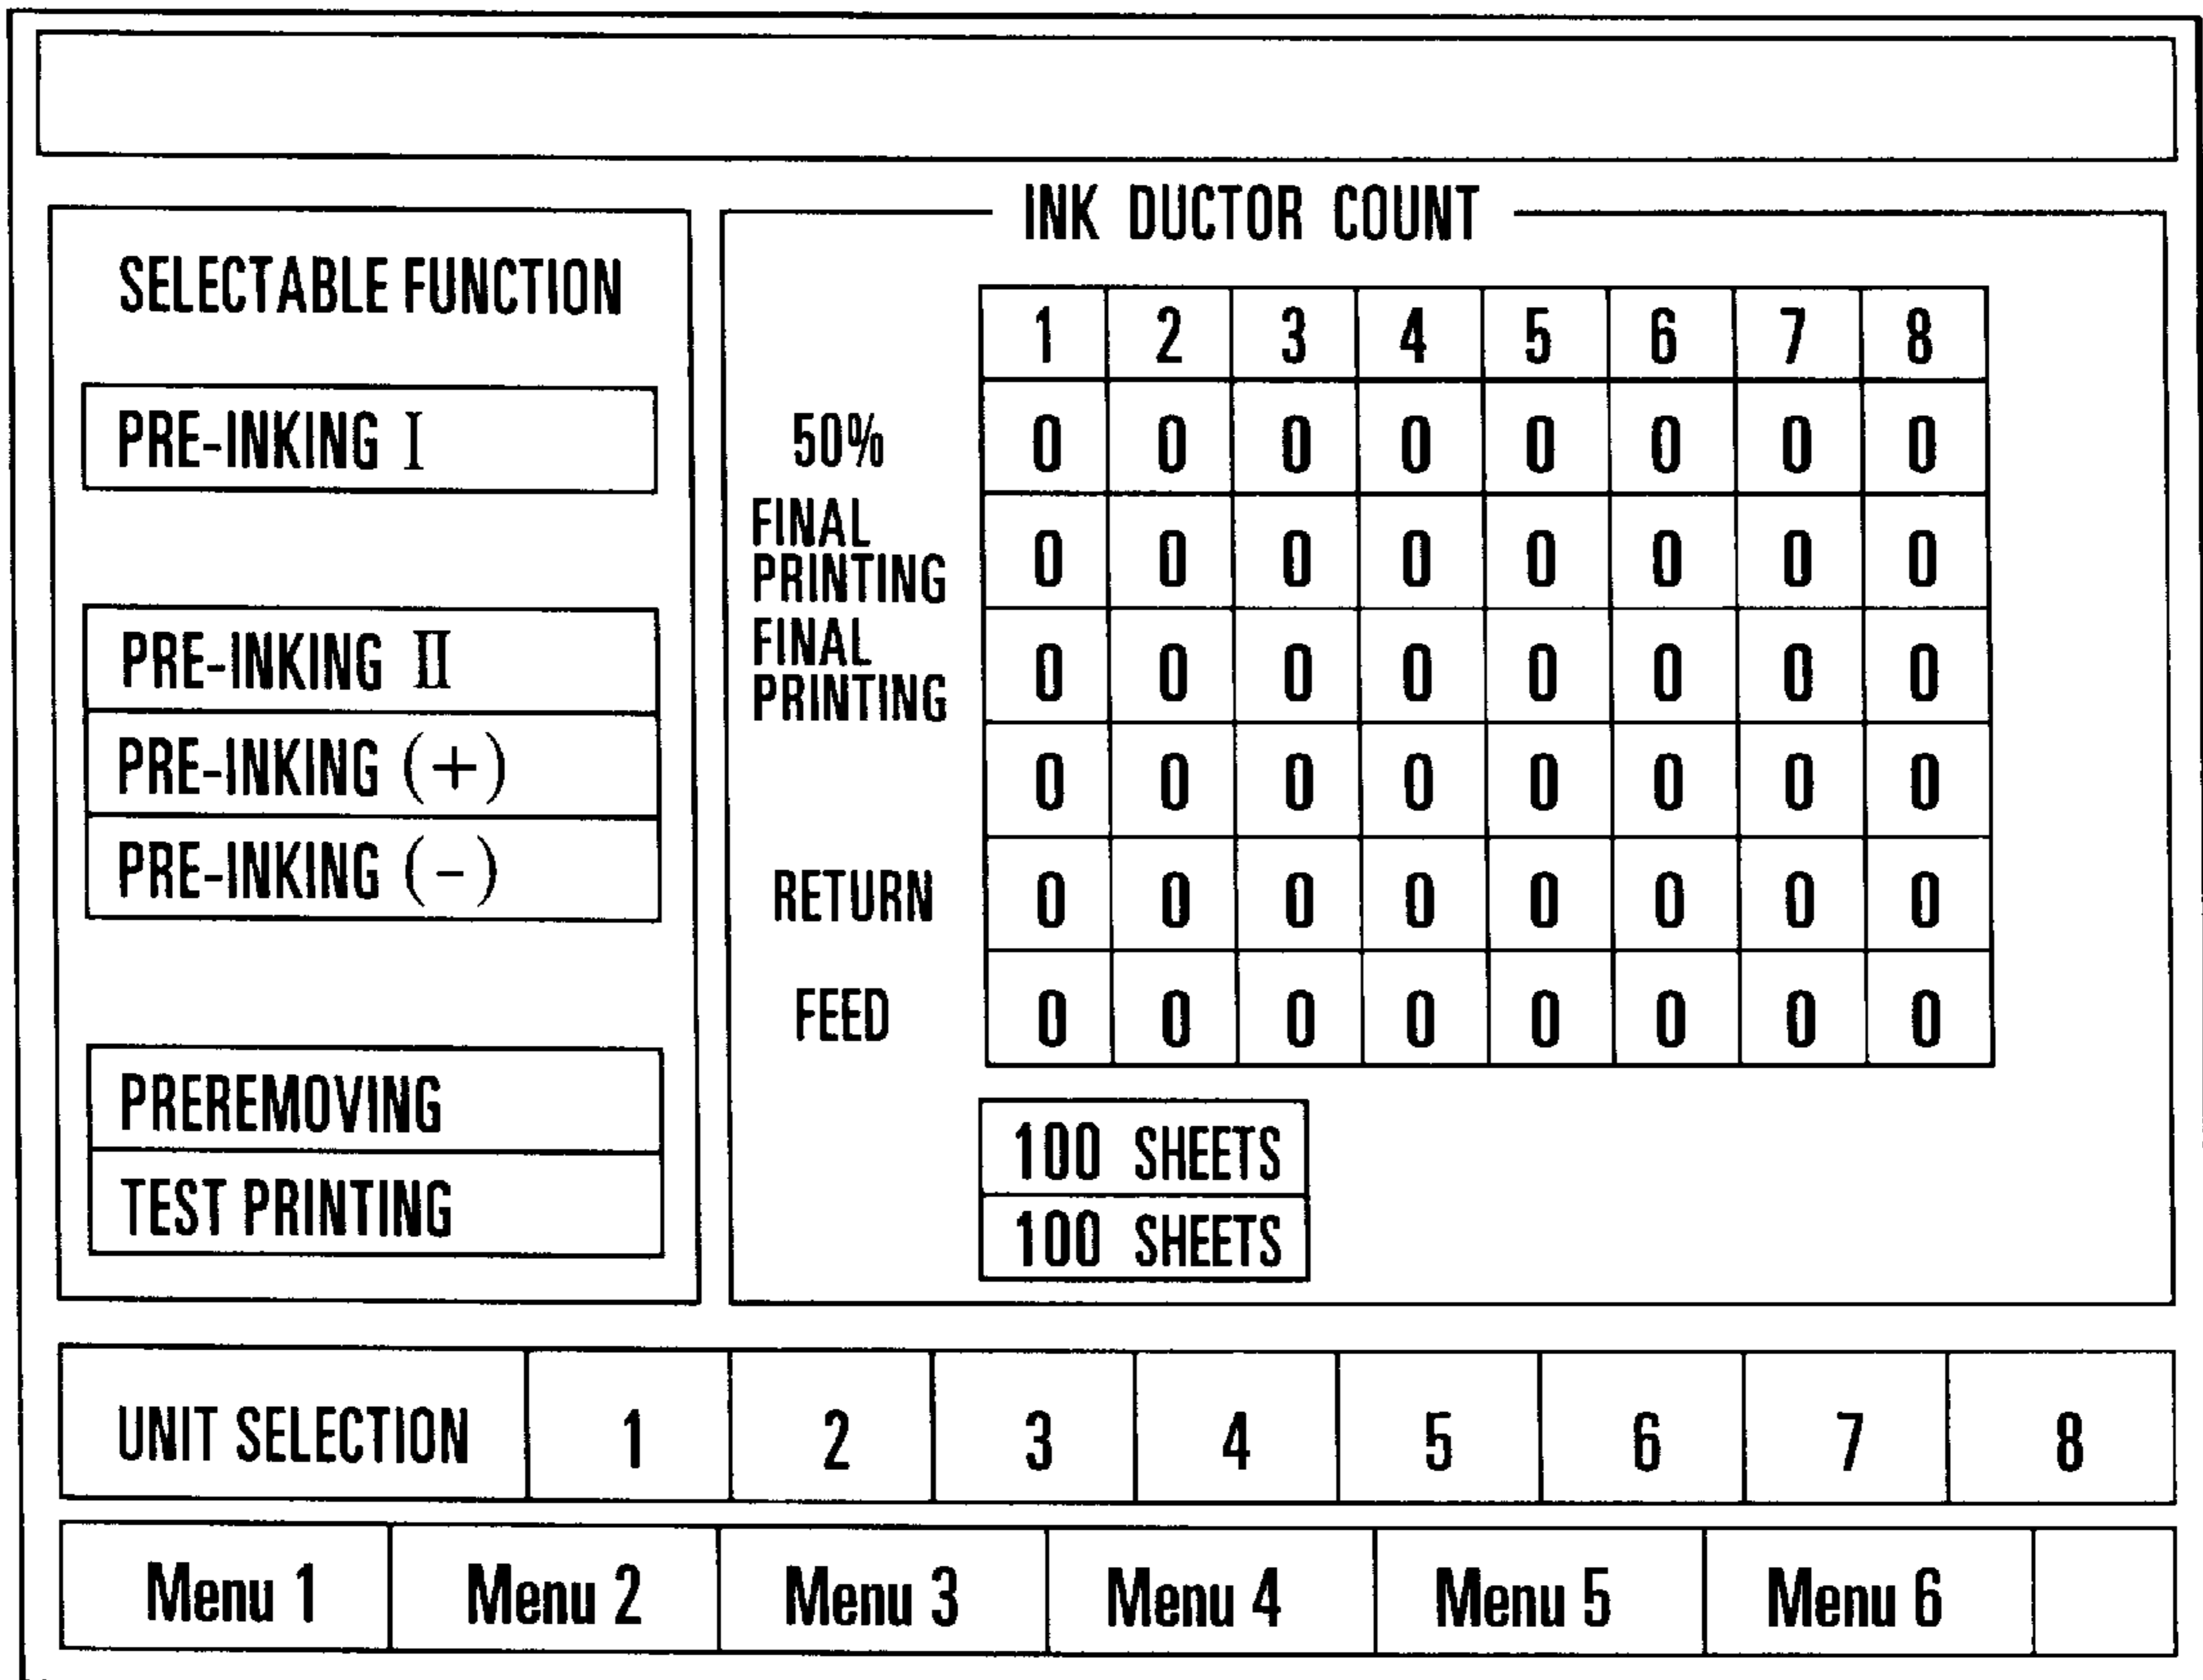 SELECTABLE FUNCTION
PRE-INKING I
PRE-INKING II
PRE-INKING (+)
PRE-INKING (-)
PREREMOVING
TEST PRINTING
INK DUCTOR COUNT
1 2 3 4 5 6 7 8
50% 0 0 0 0 0 0 0 0
FINAL
PRINTING 0 0 0 0 0 0 0 0
FINAL
PRINTING 0 0 0 0 0 0 0 0
0 0 0 0 0 0 0 0
RETURN 0 0 0 0 0 0 0 0
FEED 0 0 0 0 0 0 0 0
100 SHEETS
100 SHEETS
UNIT SELECTION 1 2 3 4 5 6 7 8
Menu 1 Menu 2 Menu 3 Menu 4 Menu 5 Menu 6